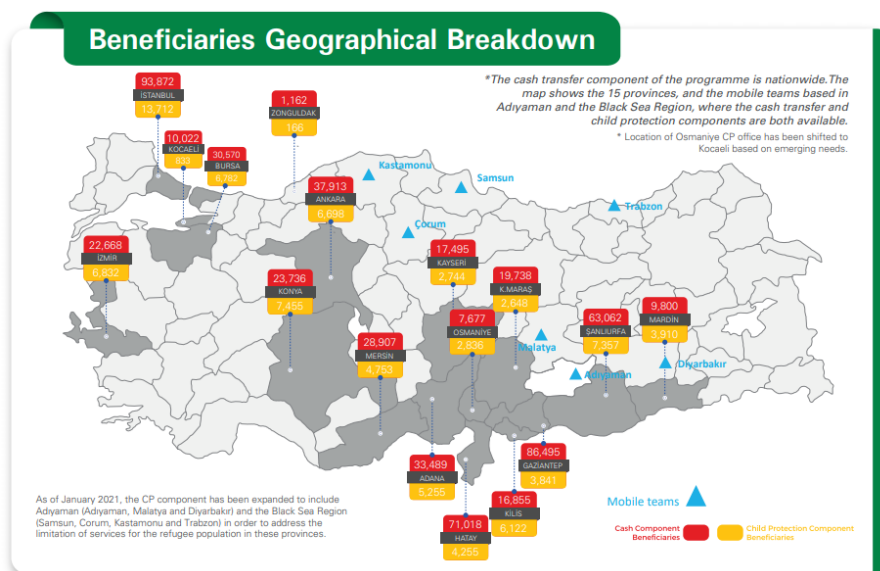 Beneficiaries Geographical Breakdown
*The cash transfer component of the programme is nationwide.The
map shows the 15 provinces, and the mobile teams based in
Adıyaman and the Black Sea Region, where the cash transfer and
child protection components are both available.
* Location of Osmaniye CP office has been shifted to
Kocaeli based on emerging needs.
93,872
İSTANBUL
13,712
1,162
ZONGULDAK
166
10,022
KOCAELİ
833
30,570
BURSA
6,782
37,913
ANKARA
6,698
Kastamonu
Samsun
Trabzon
Çorum
22,668
İZMİR
6,832
17,495
KAYSERİ
2,744
23,736
KONYA
7,455
19,738
K.MARAŞ
2,648
7,677
OSMANİYE
2,836
63,062
ŞANLIURFA
7,357
9,800
MARDİN
3,910
28,907
MERSİN
4,753
Malatya
Adıyaman
Diyarbakır
33,489
ADANA
5,255
86,495
GAZİANTEP
3,841
16,855
KİLİS
6,122
71,018
HATAY
4,255
As of January 2021, the CP component has been expanded to include
Adıyaman (Adıyaman, Malatya and Diyarbakır) and the Black Sea Region
(Samsun, Corum, Kastamonu and Trabzon) in order to address the
limitation of services for the refugee population in these provinces.
Mobile teams
Cash Component
Beneficiaries
Child Protection Component
Beneficiaries